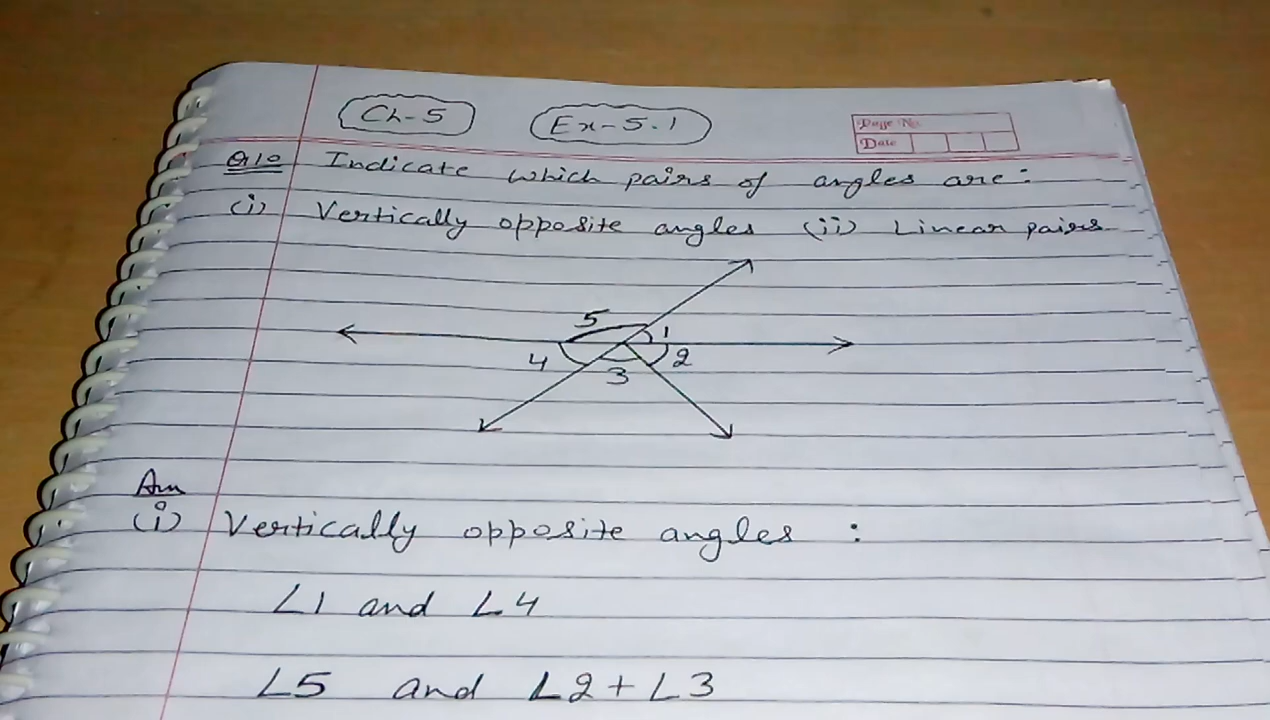 Ch-5 Ex-5.1
Page No.
Date
Q10 Indicate which pairs of angles are:
(i) Vertically opposite angles (ii) Linear pairs
5
1
4
2
3
Ans
(i) Vertically opposite angles :
∠1 and ∠4
∠5 and ∠2+∠3